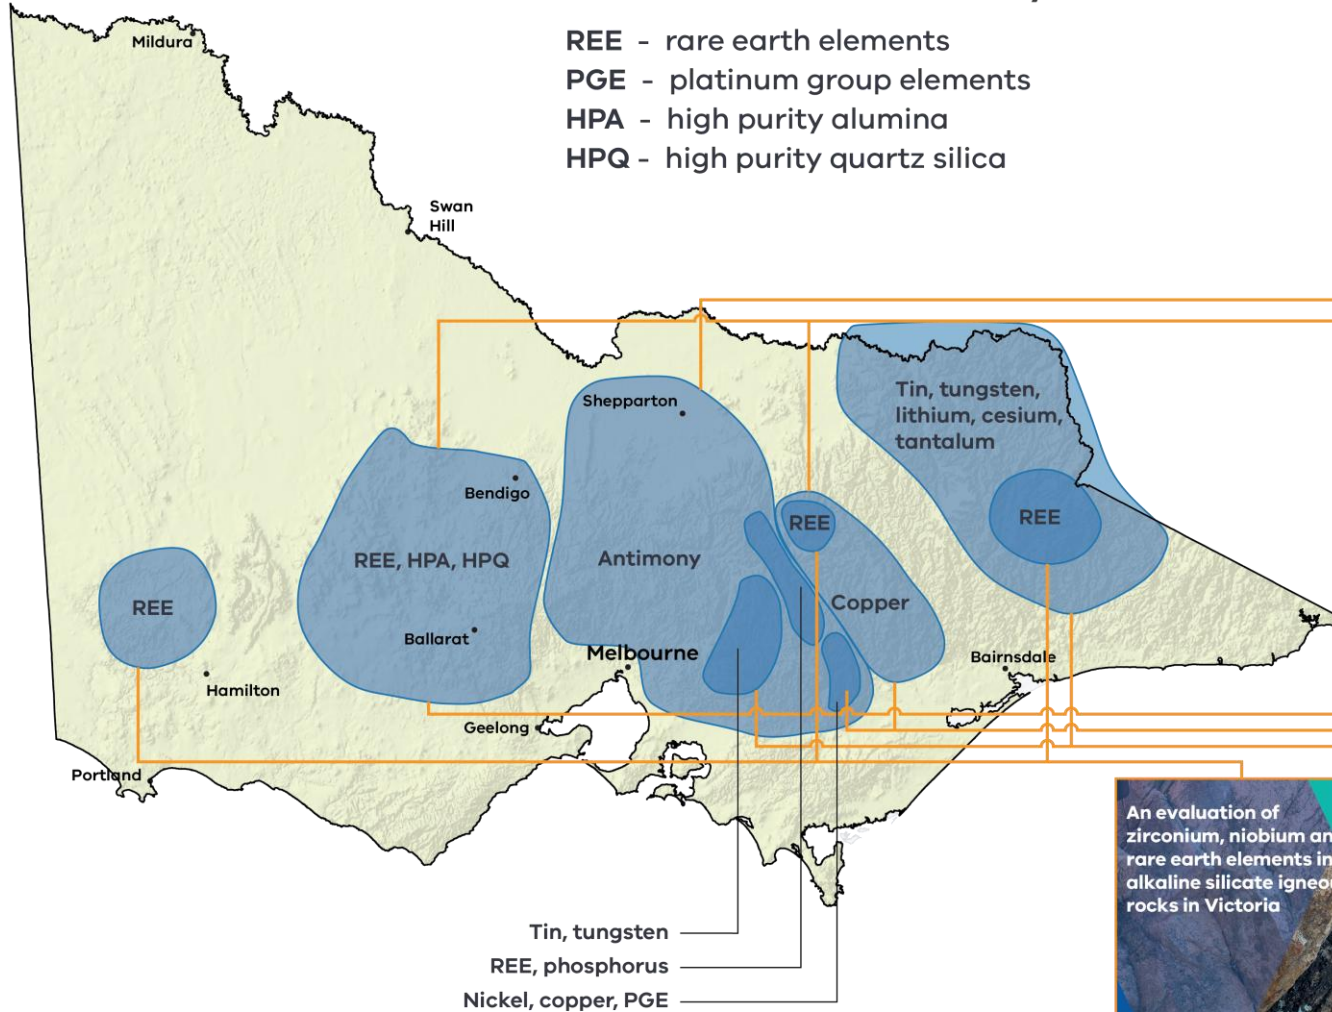 REE - rare earth elements
PGE - platinum group elements
HPA - high purity alumina
HPQ - high purity quartz silica
Mildura
Swan
Hill
Shepparton
Tin, tungsten,
lithium, cesium,
tantalum
Bendigo
REE
REE
REE, HPA, HPQ
Antimony
REE
Copper
Ballarat
Melbourne
Bairnsdale
Hamilton
Geelong
Portland
An evaluation of
zirconium, niobium an
rare earth elements in
alkaline silicate igneo
rocks in Victoria
Tin, tungsten
REE, phosphorus
Nickel, copper, PGE